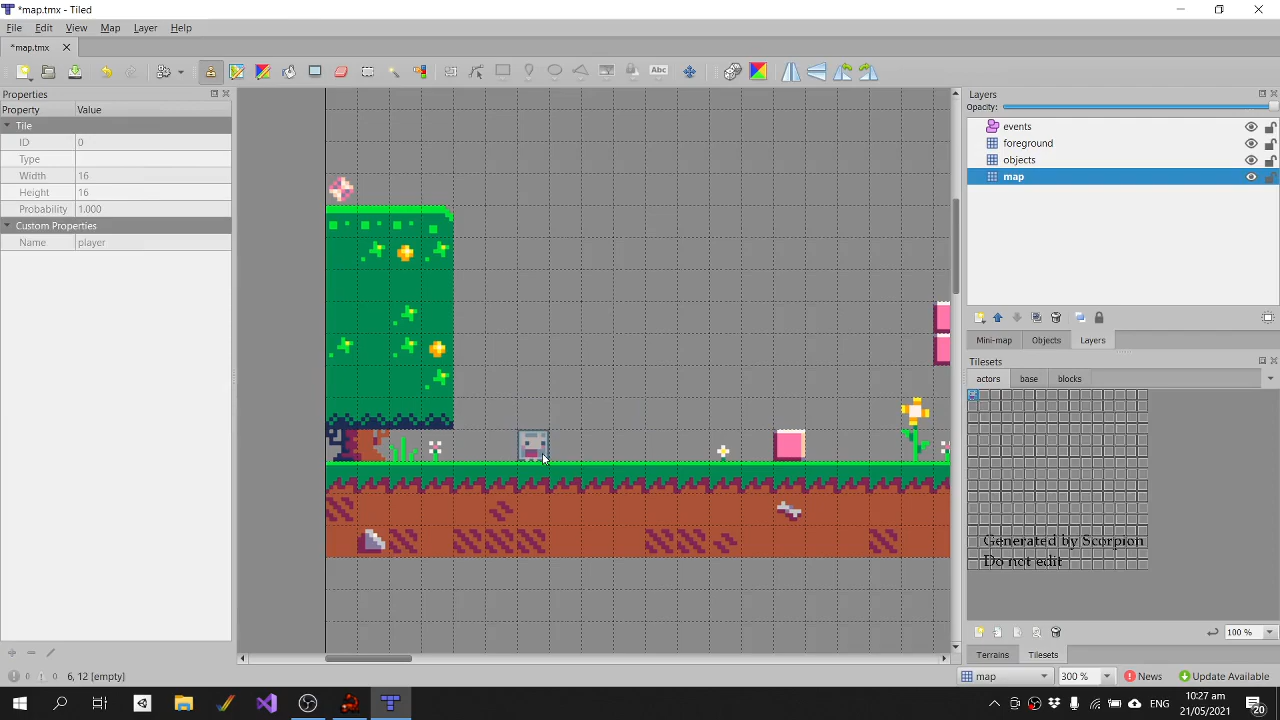 *map.tmx - Tiled
File Edit View Map Layer Help
*map.tmx
Abc
Properties
Property Value
Tile
ID 0
Type
Width 16
Height 16
Probability 1.000
Custom Properties
Name player
Layers
Opacity:
events
foreground
objects
map
Mini-map Objects Layers
Tilesets
actors base blocks
Generated by Scorpion
Do not edit
100 %
Terrains Tilesets
0 0 6, 12 [empty]
map 300 % News Update Available
ENG 10:27 am
21/05/2021
20